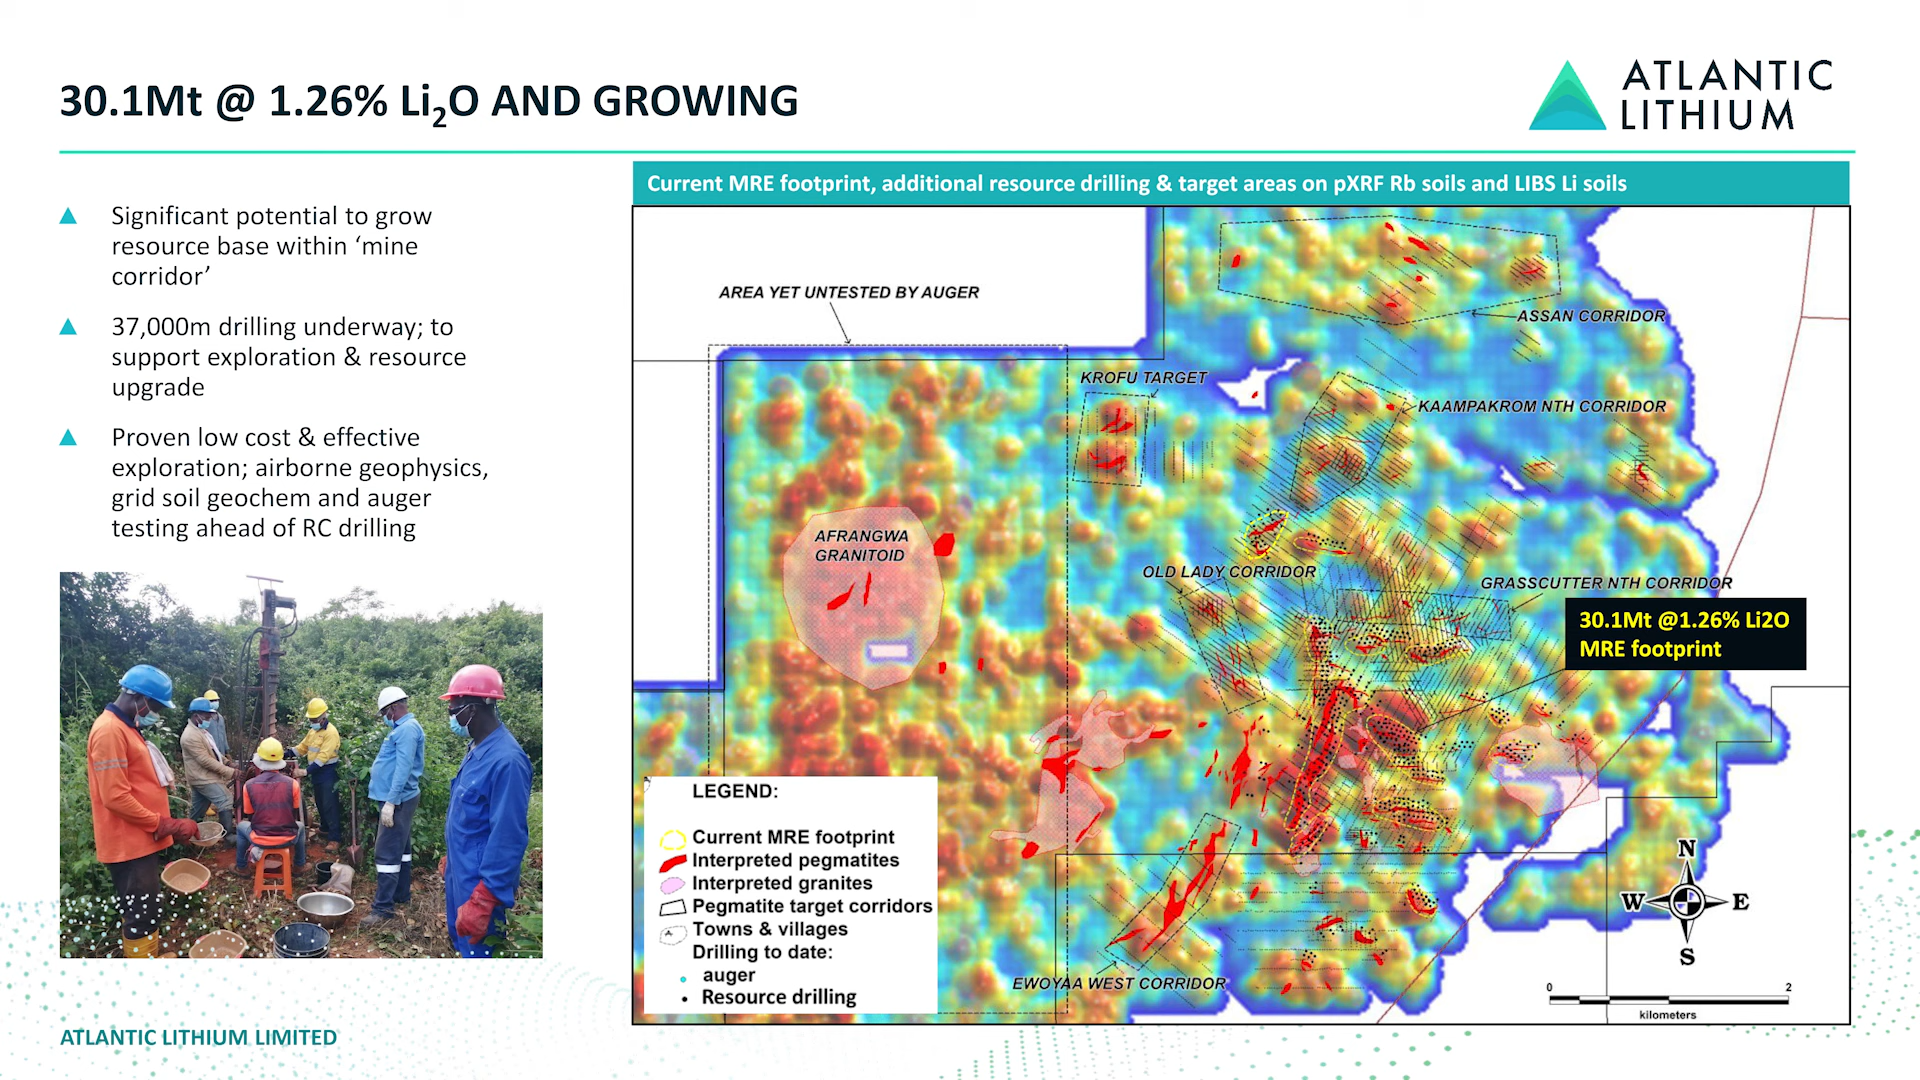 30.1Mt @ 1.26% Li₂O AND GROWING
ATLANTIC
LITHIUM
Significant potential to grow
resource base within ‘mine
corridor’
37,000m drilling underway; to
support exploration & resource
upgrade
Proven low cost & effective
exploration; airborne geophysics,
grid soil geochem and auger
testing ahead of RC drilling
Current MRE footprint, additional resource drilling & target areas on pXRF Rb soils and LIBS Li soils
AREA YET UNTESTED BY AUGER
ASSAN CORRIDOR
KROFU TARGET
KAAMPAKROM NTH CORRIDOR
AFRANGWA
GRANITOID
OLD LADY CORRIDOR
GRASSCUTTER NTH CORRIDOR
30.1Mt @1.26% Li2O
MRE footprint
LEGEND:
Current MRE footprint
Interpreted pegmatites
Interpreted granites
Pegmatite target corridors
Towns & villages
Drilling to date:
auger
Resource drilling
EWOYAA WEST CORRIDOR
N
W E
S
0 2
kilometers
ATLANTIC LITHIUM LIMITED